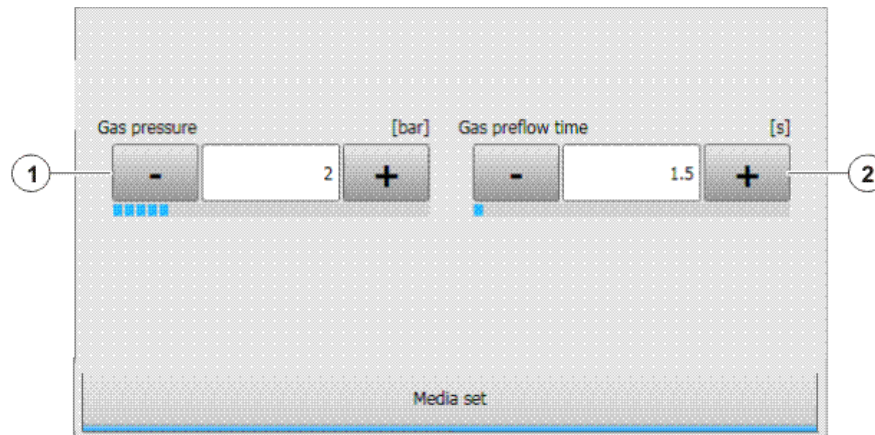 Gas pressure [bar] Gas preflow time [s]
1 - 2 + - 1.5 + 2
Media set